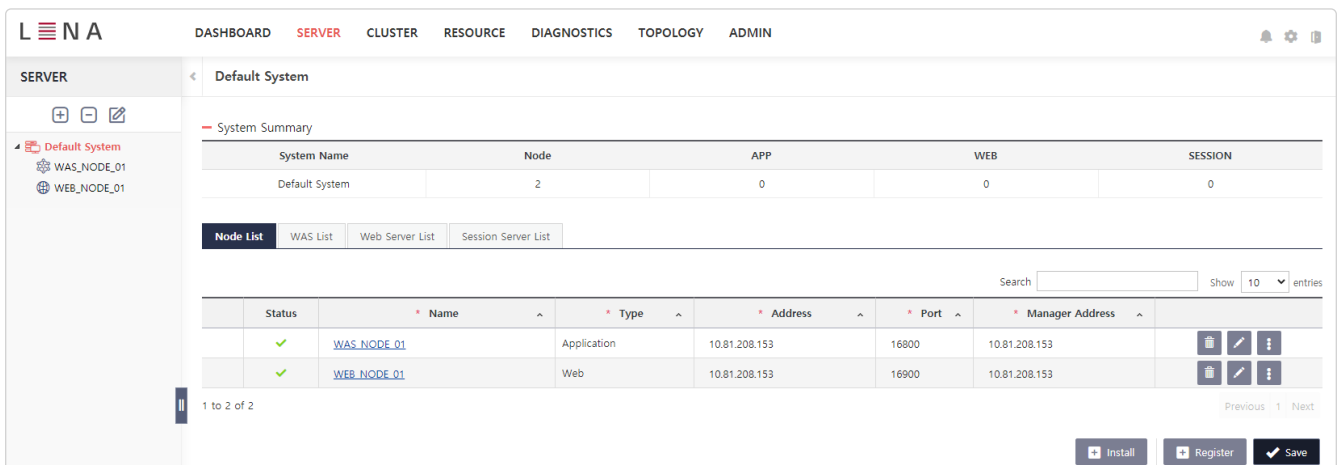 LENA
DASHBOARD SERVER CLUSTER RESOURCE DIAGNOSTICS TOPOLOGY ADMIN
SERVER
Default System
Default System
WAS_NODE_01
WEB_NODE_01
System Summary
System Name Node APP WEB SESSION
Default System 2 0 0 0
Node List WAS List Web Server List Session Server List
Search Show 10 entries
Status * Name * Type * Address * Port * Manager Address
WAS_NODE_01 Application 10.81.208.153 16800 10.81.208.153
WEB_NODE_01 Web 10.81.208.153 16900 10.81.208.153
1 to 2 of 2 Previous 1 Next
Install Register Save